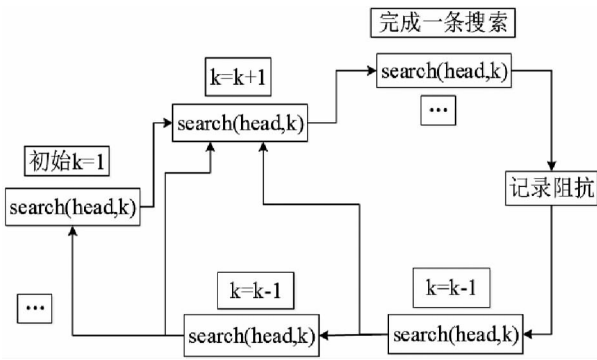 完成一条搜索
search(head,k)
...
k=k+1
search(head,k)
初始k=1
search(head,k)
记录阻抗
...
k=k-1
search(head,k)
k=k-1
search(head,k)